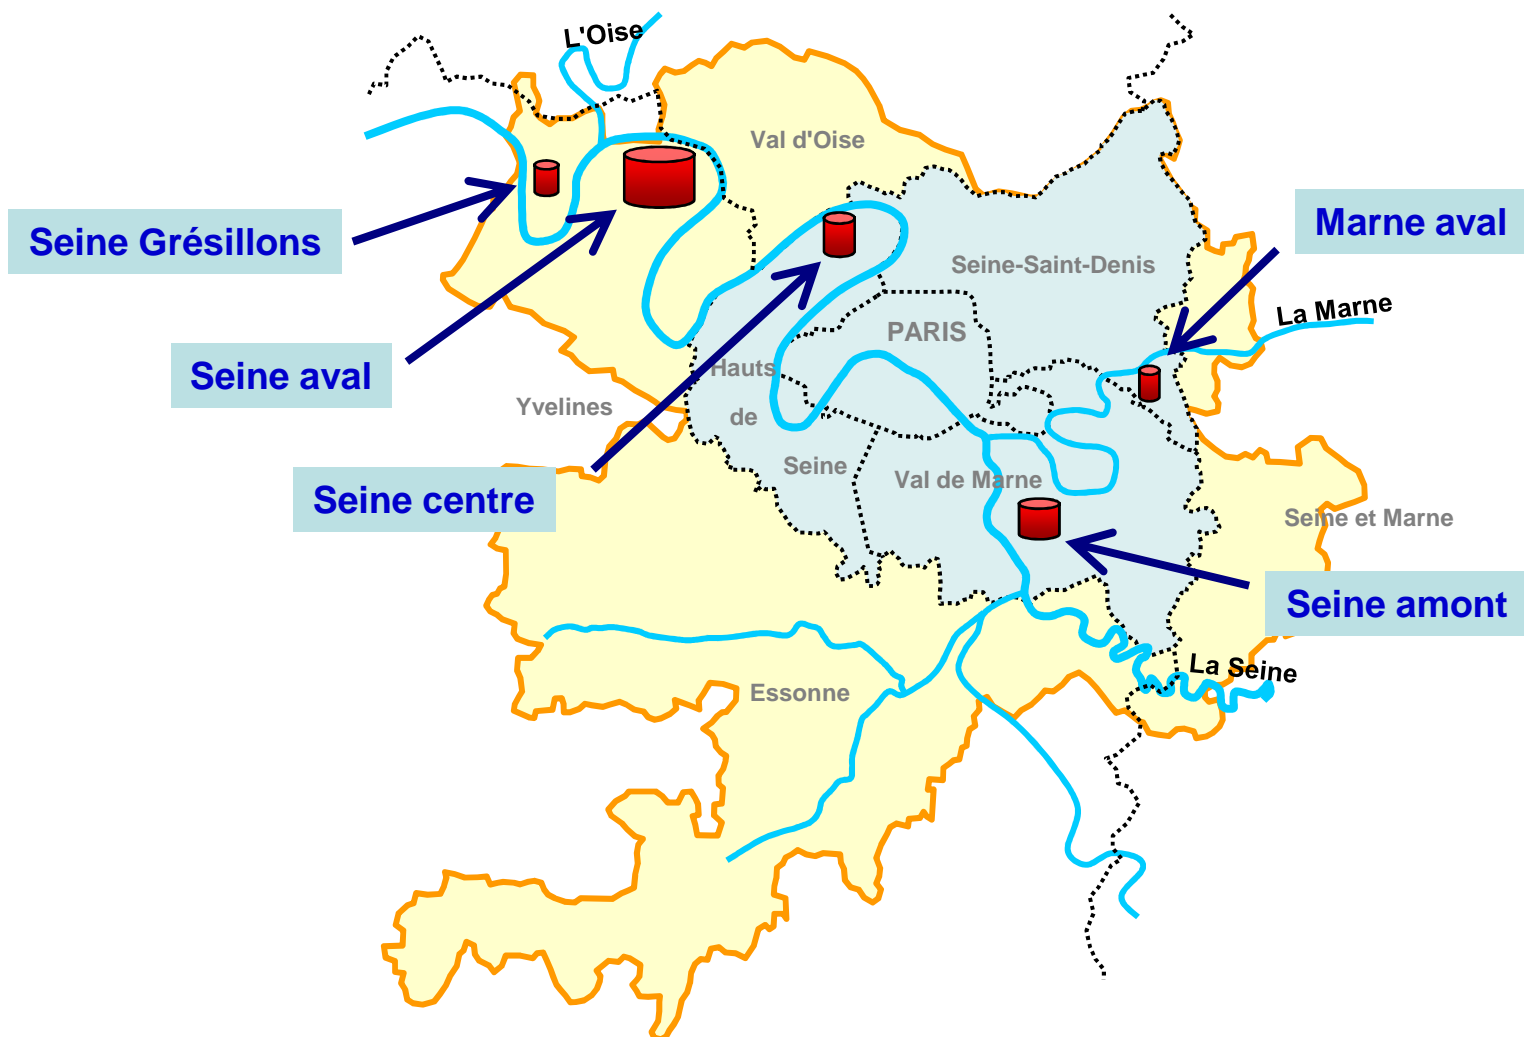 L'Oise
Val d'Oise
Seine Grésillons
Marne aval
Seine-Saint-Denis
La Marne
PARIS
Seine aval
Hauts
Yvelines
de
Seine
Val de Marne
Seine centre
Seine et Marne
Seine amont
La Seine
Essonne